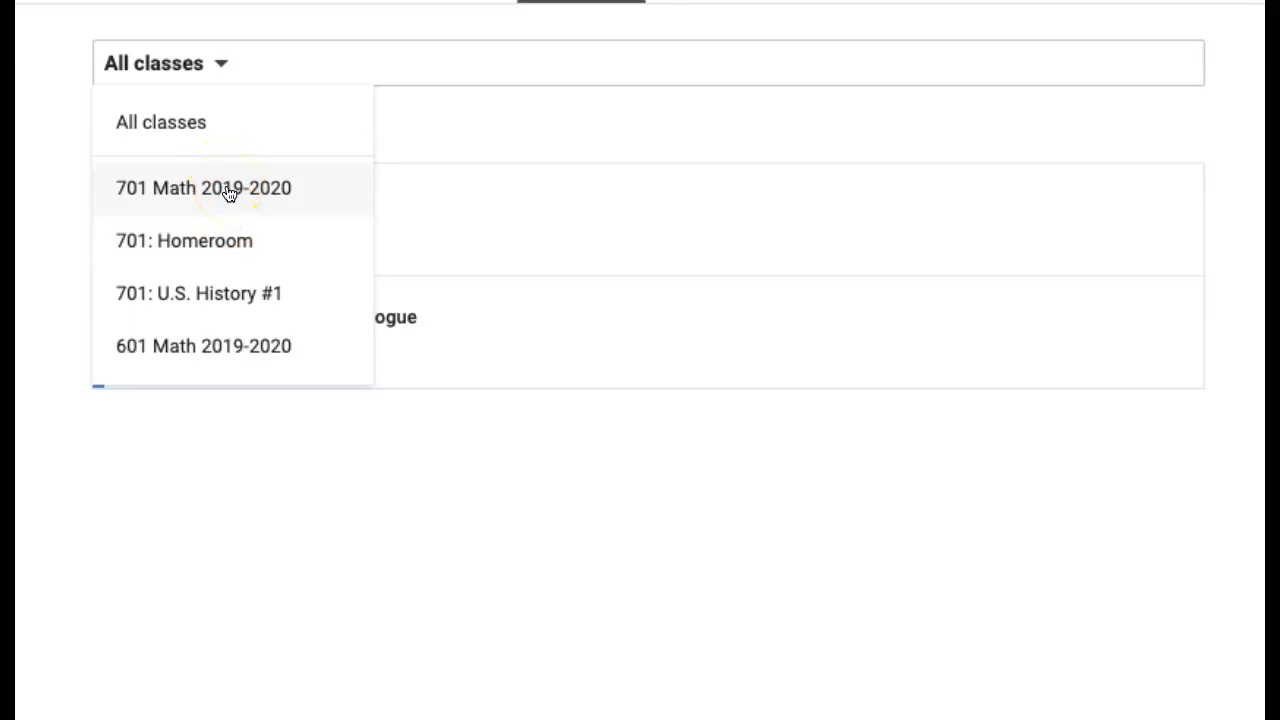 All classes
All classes
701 Math 2019-2020
701: Homeroom
701: U.S. History #1
ogue
601 Math 2019-2020